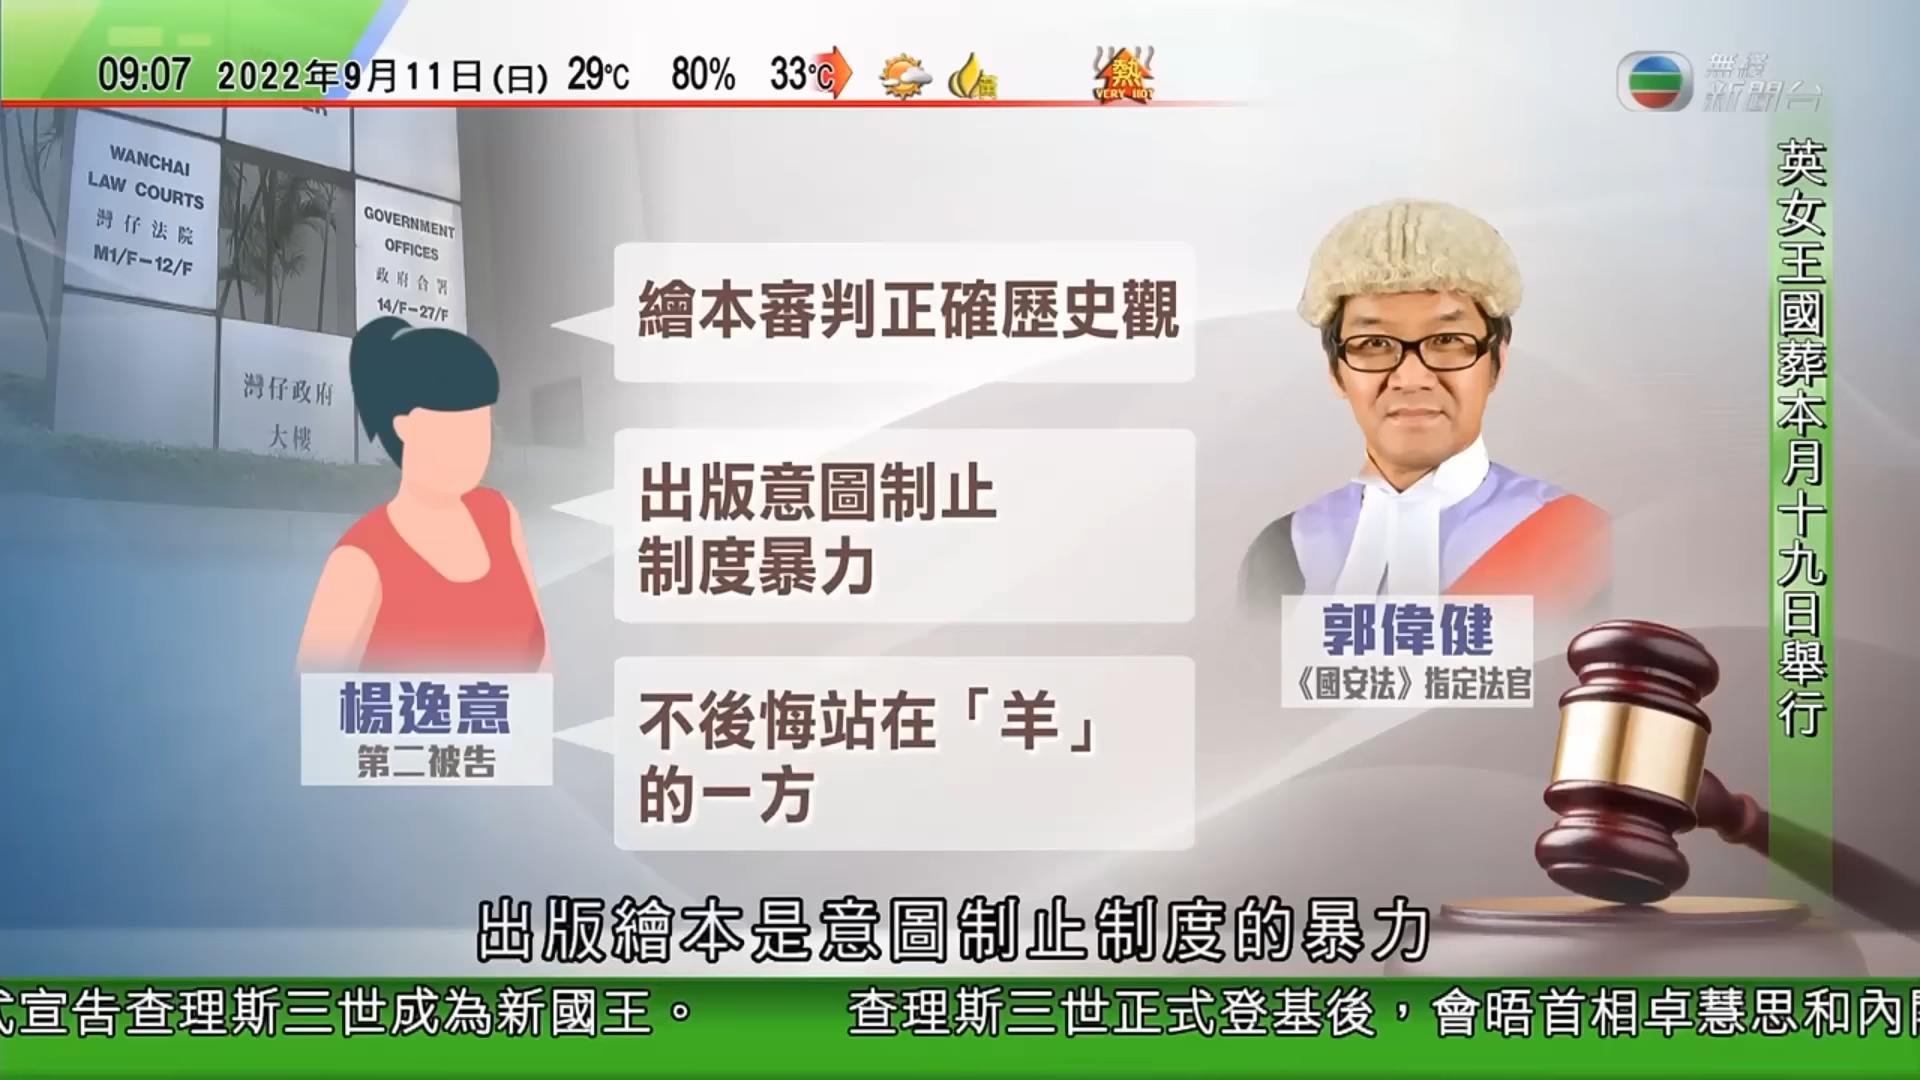 09:07 2022年9月11日(日) 29℃ 80% 33℃ 黃 熱 VERY HOT
無綫
新聞台
WANCHAI
LAW COURTS
灣仔法院
M1/F-12/F
GOVERNMENT
OFFICES
政府合署
14/F-27/F
灣仔政府
大樓
繪本審判正確歷史觀
出版意圖制止
制度暴力
不後悔站在「羊」
的一方
楊逸意
第二被告
郭偉健
《國安法》指定法官
英女王國葬本月十九日舉行
出版繪本是意圖制止制度的暴力
式宣告查理斯三世成為新國王。 查理斯三世正式登基後，會晤首相卓慧思和內